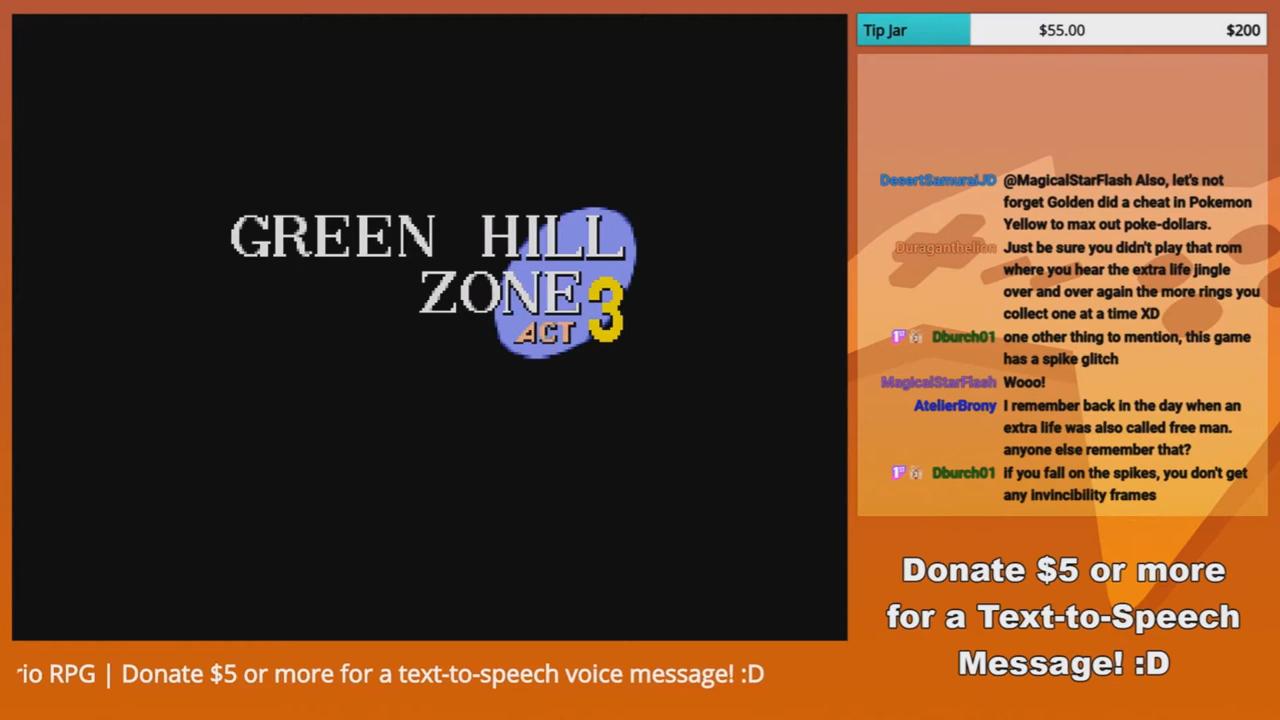 GREEN HILL
ZONE
ACT 3
Tip Jar $55.00 $200
DesertSamuraiJD @MagicalStarFlash Also, let's not
forget Golden did a cheat in Pokemon
Yellow to max out poke-dollars.
Duraganthelion Just be sure you didn't play that rom
where you hear the extra life jingle
over and over again the more rings you
collect one at a time XD
Dburch01 one other thing to mention, this game
has a spike glitch
MagicalStarFlash Wooo!
AtelierBrony I remember back in the day when an
extra life was also called free man.
anyone else remember that?
Dburch01 if you fall on the spikes, you don't get
any invincibility frames
Donate $5 or more
for a Text-to-Speech
Message! :D
rio RPG | Donate $5 or more for a text-to-speech voice message! :D